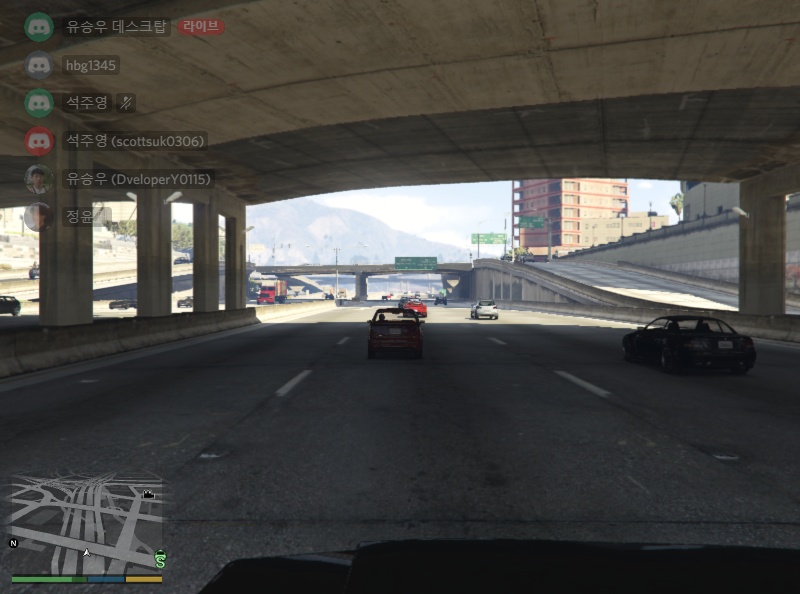 유승우 데스크탑 라이브
hbg1345
석주영
석주영 (scottsuk0306)
유승우 (DveloperY0115)
정윤
N